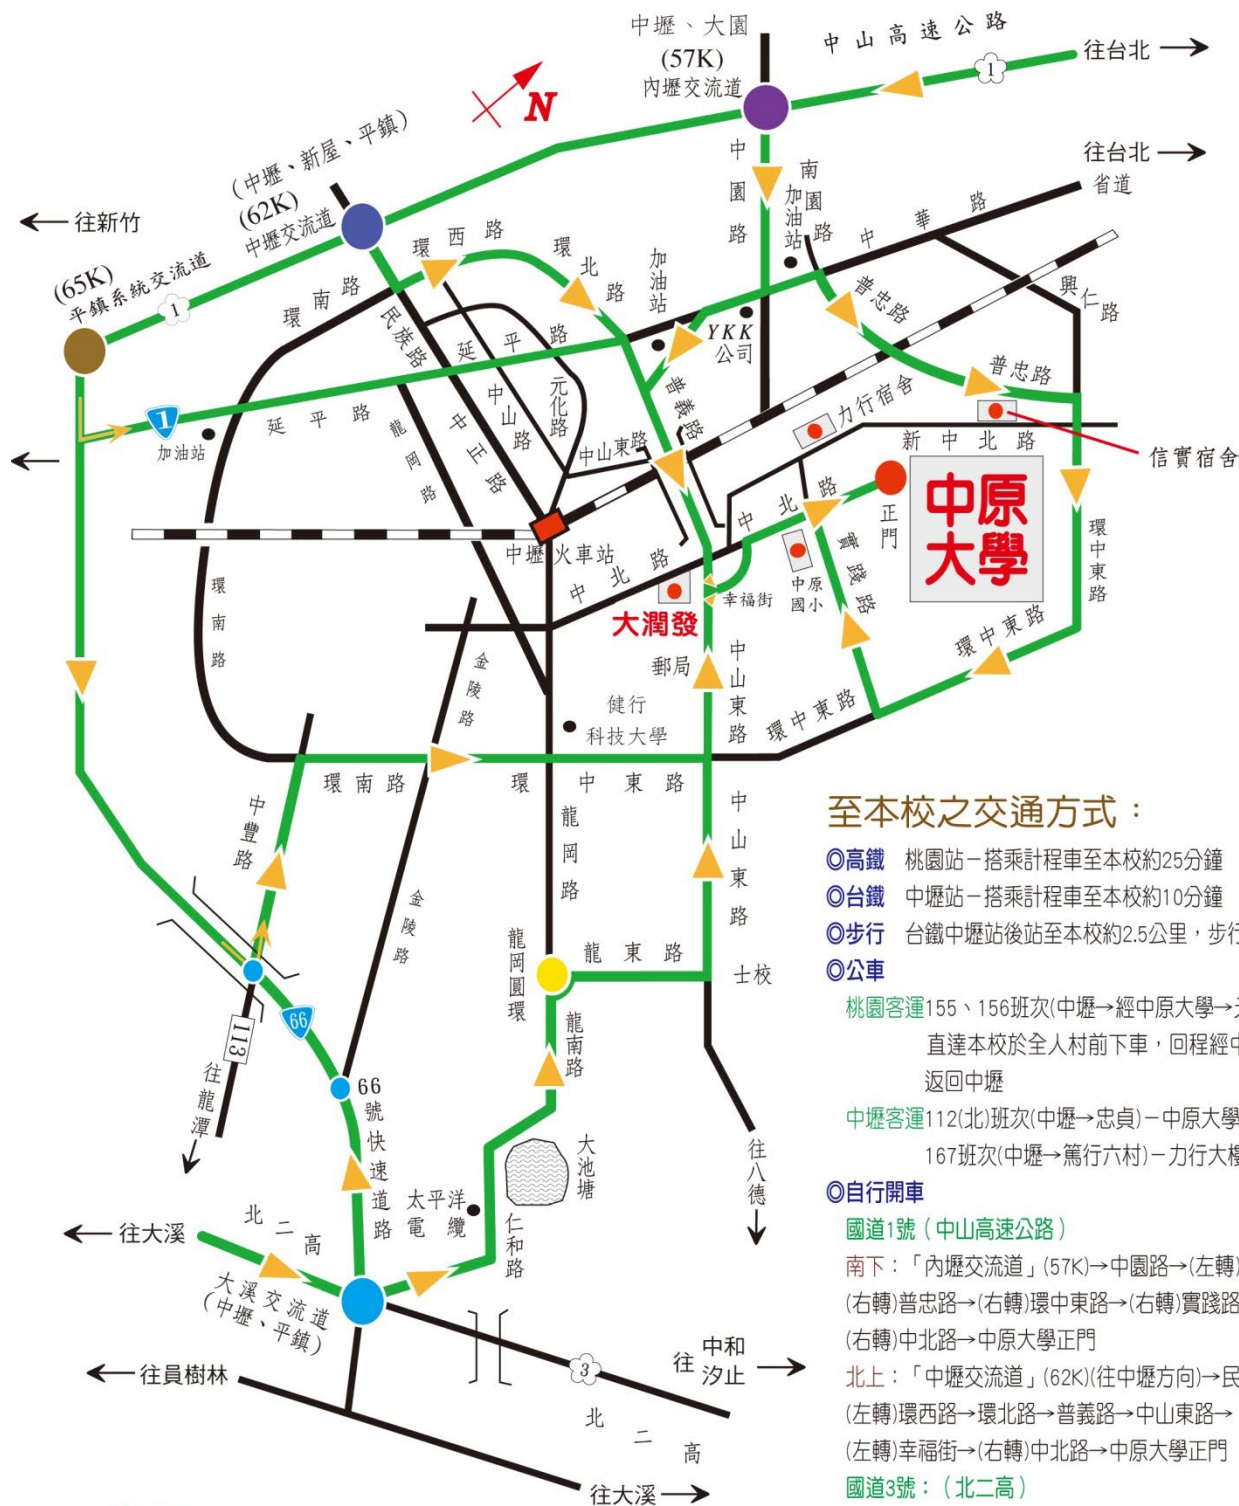 中壢、大園
(57K)
內壢交流道
中山高速公路
1
往台北
N
往台北
省道
(中壢、新屋、平鎮)
(62K)
中壢交流道
往新竹
(65K)
平鎮系統交流道
1
中園路
南園路
加油站
中華路
環西路
環北路
加油站
YKK
公司
普忠路
興仁路
普忠路
環南路
民族路
延平路
元化路
中山路
普義路
力行宿舍
新中北路
信實宿舍
1
延平路
加油站
龍岡路
中正路
中山東路
中北路
正門
中原
大學
環中東路
中壢火車站
中北路
中原
國小
實踐路
幸福街
大潤發
環南路
郵局
中山東路
環中東路
金陵路
健行
科技大學
環中東路
環南路
環中東路
中豐路
龍岡路
中山東路
金陵路
龍岡圓環
龍東路
士校
66
113
往龍潭
龍南路
66號快速道路
大池塘
往八德
太平洋
電纜
仁和路
往大溪
北二高
大溪交流道
(中壢、平鎮)
往員樹林
3
往
中和
汐止
北二高
往大溪
至本校之交通方式：
◎高鐵 桃園站－搭乘計程車至本校約25分鐘
◎台鐵 中壢站－搭乘計程車至本校約10分鐘
◎步行 台鐵中壢站後站至本校約2.5公里，步行
◎公車
桃園客運155、156班次(中壢→經中原大學→
直達本校於全人村前下車，回程經中
返回中壢
中壢客運112(北)班次(中壢→忠貞)－中原大學
167班次(中壢→篤行六村)－力行大樓
◎自行開車
國道1號（中山高速公路）
南下：「內壢交流道」(57K)→中園路→(左轉)
(右轉)普忠路→(右轉)環中東路→(右轉)實踐路
(右轉)中北路→中原大學正門
北上：「中壢交流道」(62K)(往中壢方向)→民
(左轉)環西路→環北路→普義路→中山東路→
(左轉)幸福街→(右轉)中北路→中原大學正門
國道3號：（北二高）